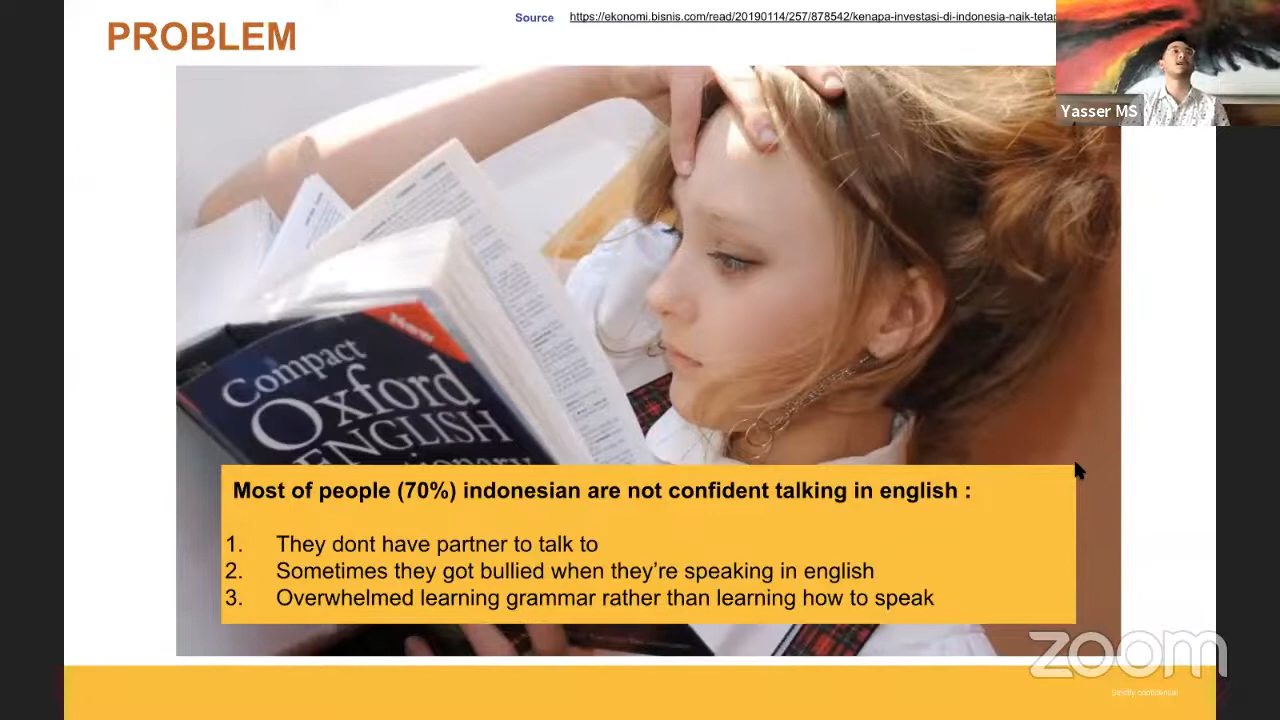 PROBLEM
Source https://ekonomi.bisnis.com/read/20190114/257/878542/kenapa-investasi-di-indonesia-naik-tetap
Yasser MS
New
Compact
Oxford
ENGLISH
Most of people (70%) indonesian are not confident talking in english :
1. They dont have partner to talk to
2. Sometimes they got bullied when they’re speaking in english
3. Overwhelmed learning grammar rather than learning how to speak
zoom
Strictly confidential